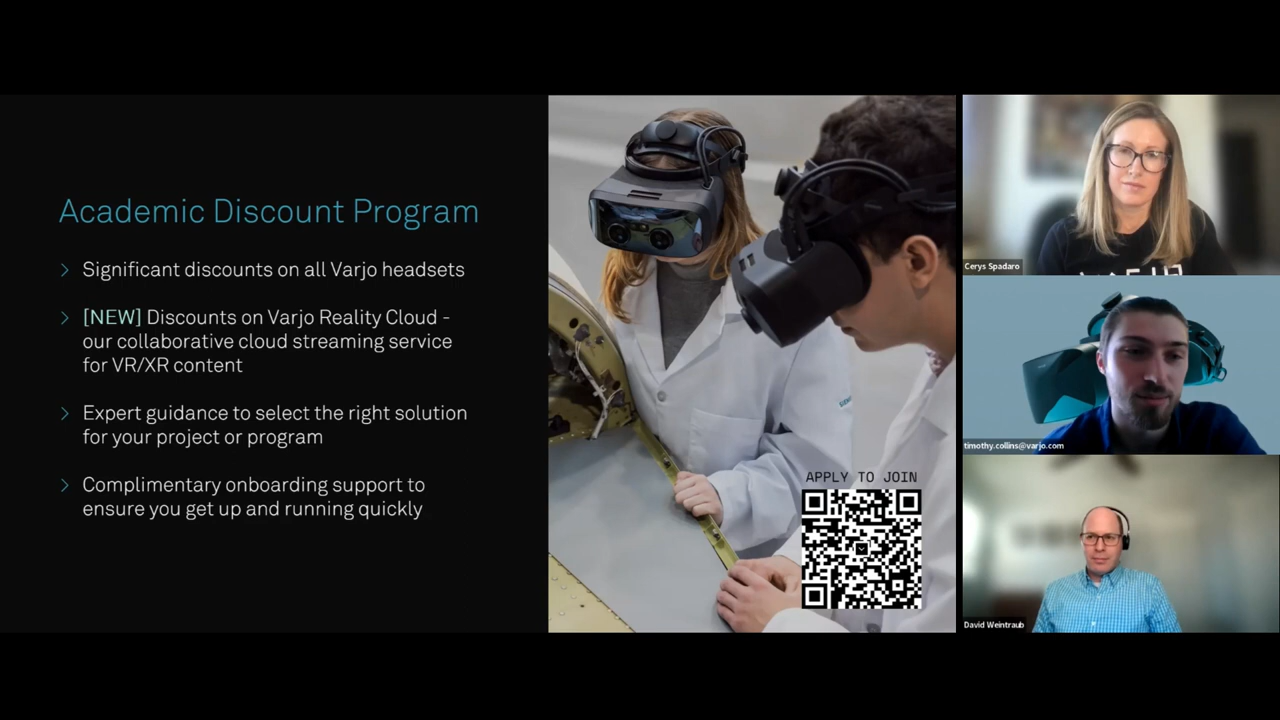 Academic Discount Program
Significant discounts on all Varjo headsets
[NEW] Discounts on Varjo Reality Cloud -
our collaborative cloud streaming service
for VR/XR content
Expert guidance to select the right solution
for your project or program
Complimentary onboarding support to
ensure you get up and running quickly
APPLY TO JOIN
Cerys Spadaro
timothy.collins@varjo.com
David Weintraub